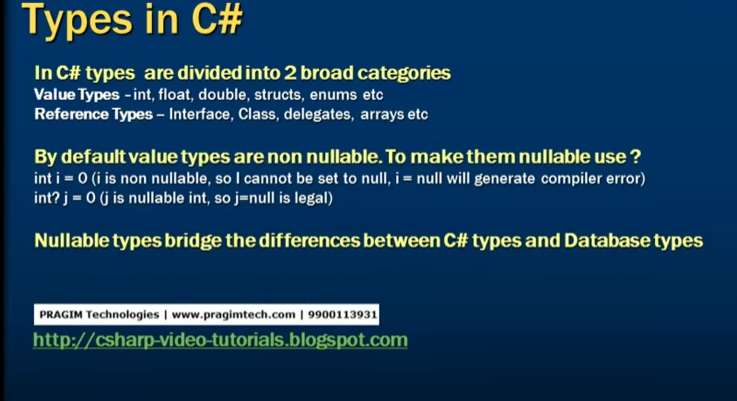 Types in C#
In C# types are divided into 2 broad categories
Value Types - int, float, double, structs, enums etc
Reference Types – Interface, Class, delegates, arrays etc
By default value types are non nullable. To make them nullable use ?
int i = 0 (i is non nullable, so I cannot be set to null, i = null will generate compiler error)
int? j = 0 (j is nullable int, so j=null is legal)
Nullable types bridge the differences between C# types and Database types
PRAGIM Technologies | www.pragimtech.com | 9900113931
http://csharp-video-tutorials.blogspot.com